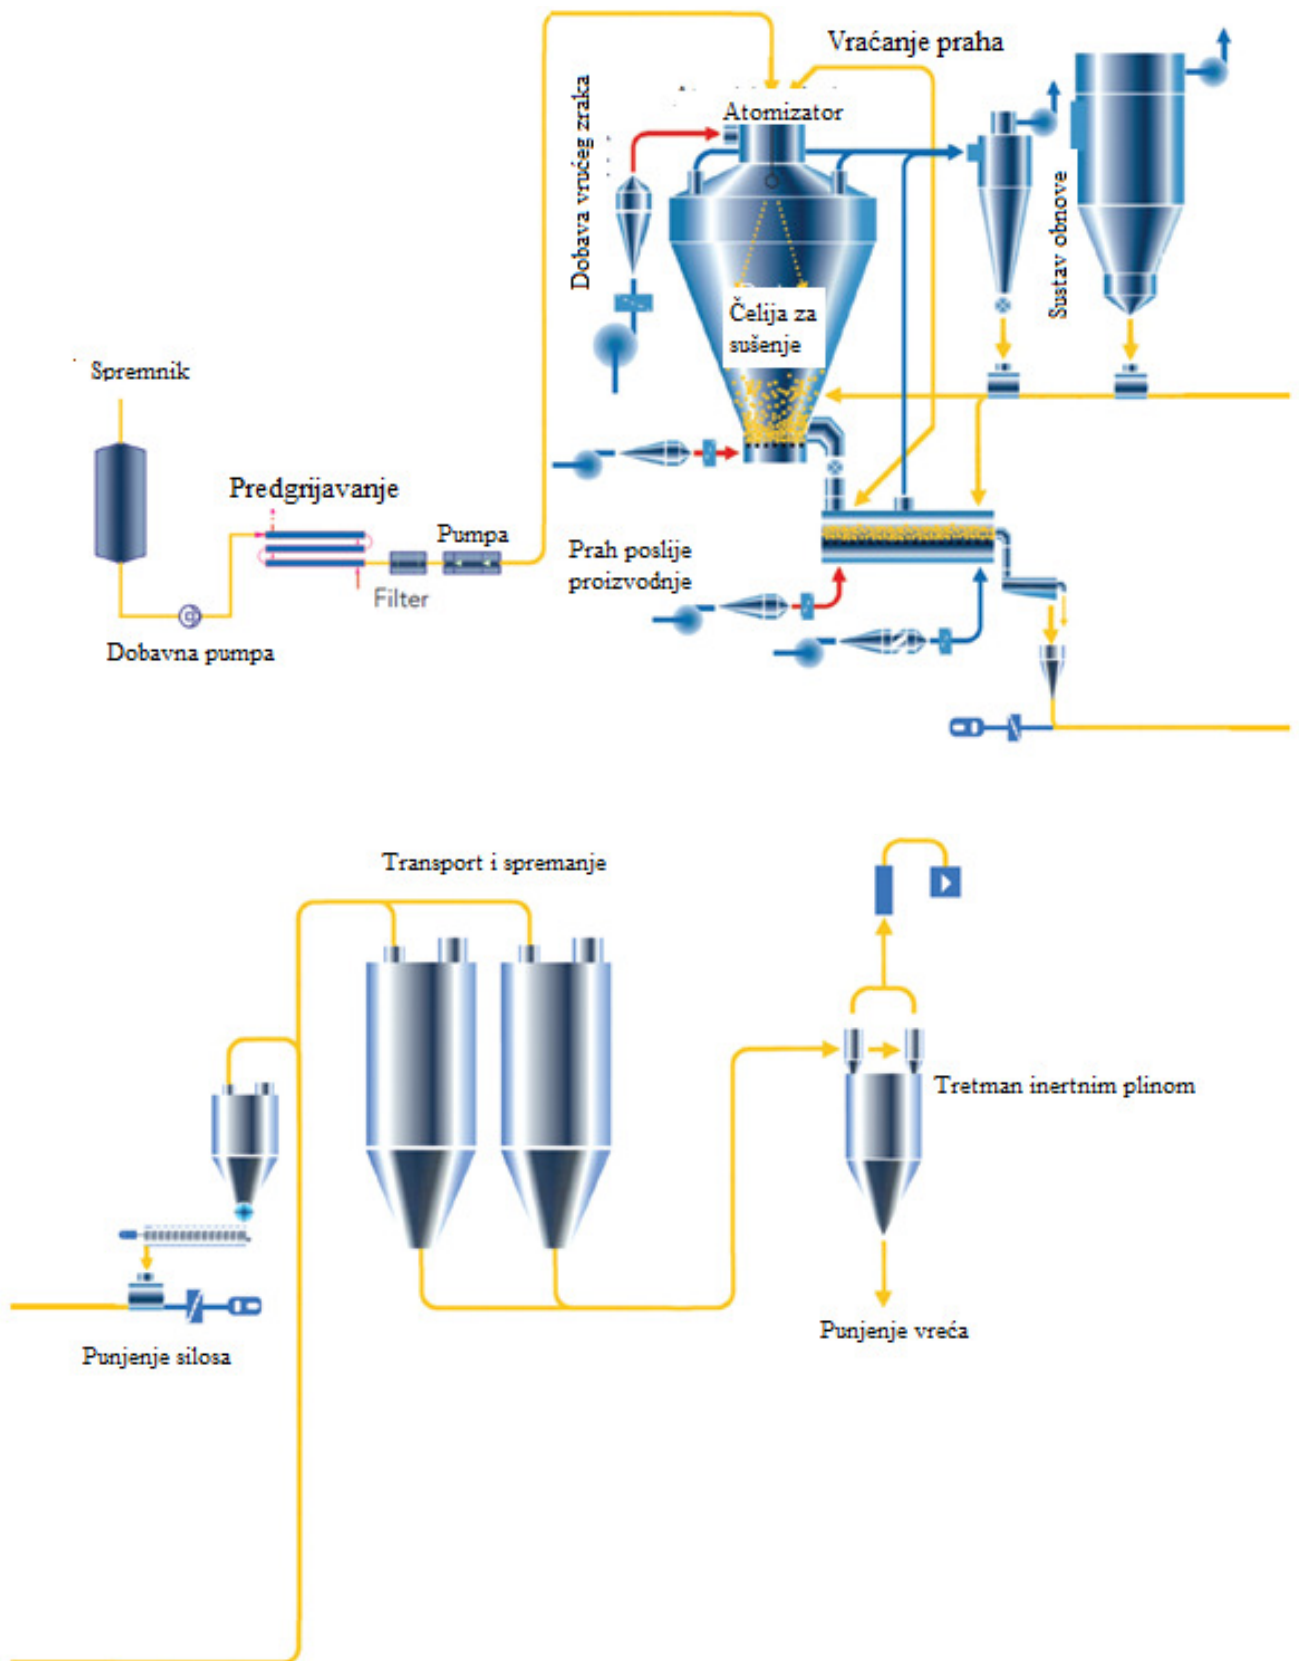 Vraćanje praha
Atomizator
Dobava vrućeg zraka
Sustav obnove
Čelija za
sušenje
Spremnik
Predgrijavanje
Pumpa
Filter
Dobavna pumpa
Prah poslije
proizvodnje
Transport i spremanje
Tretman inertnim plinom
Punjenje vreća
Punjenje silosa